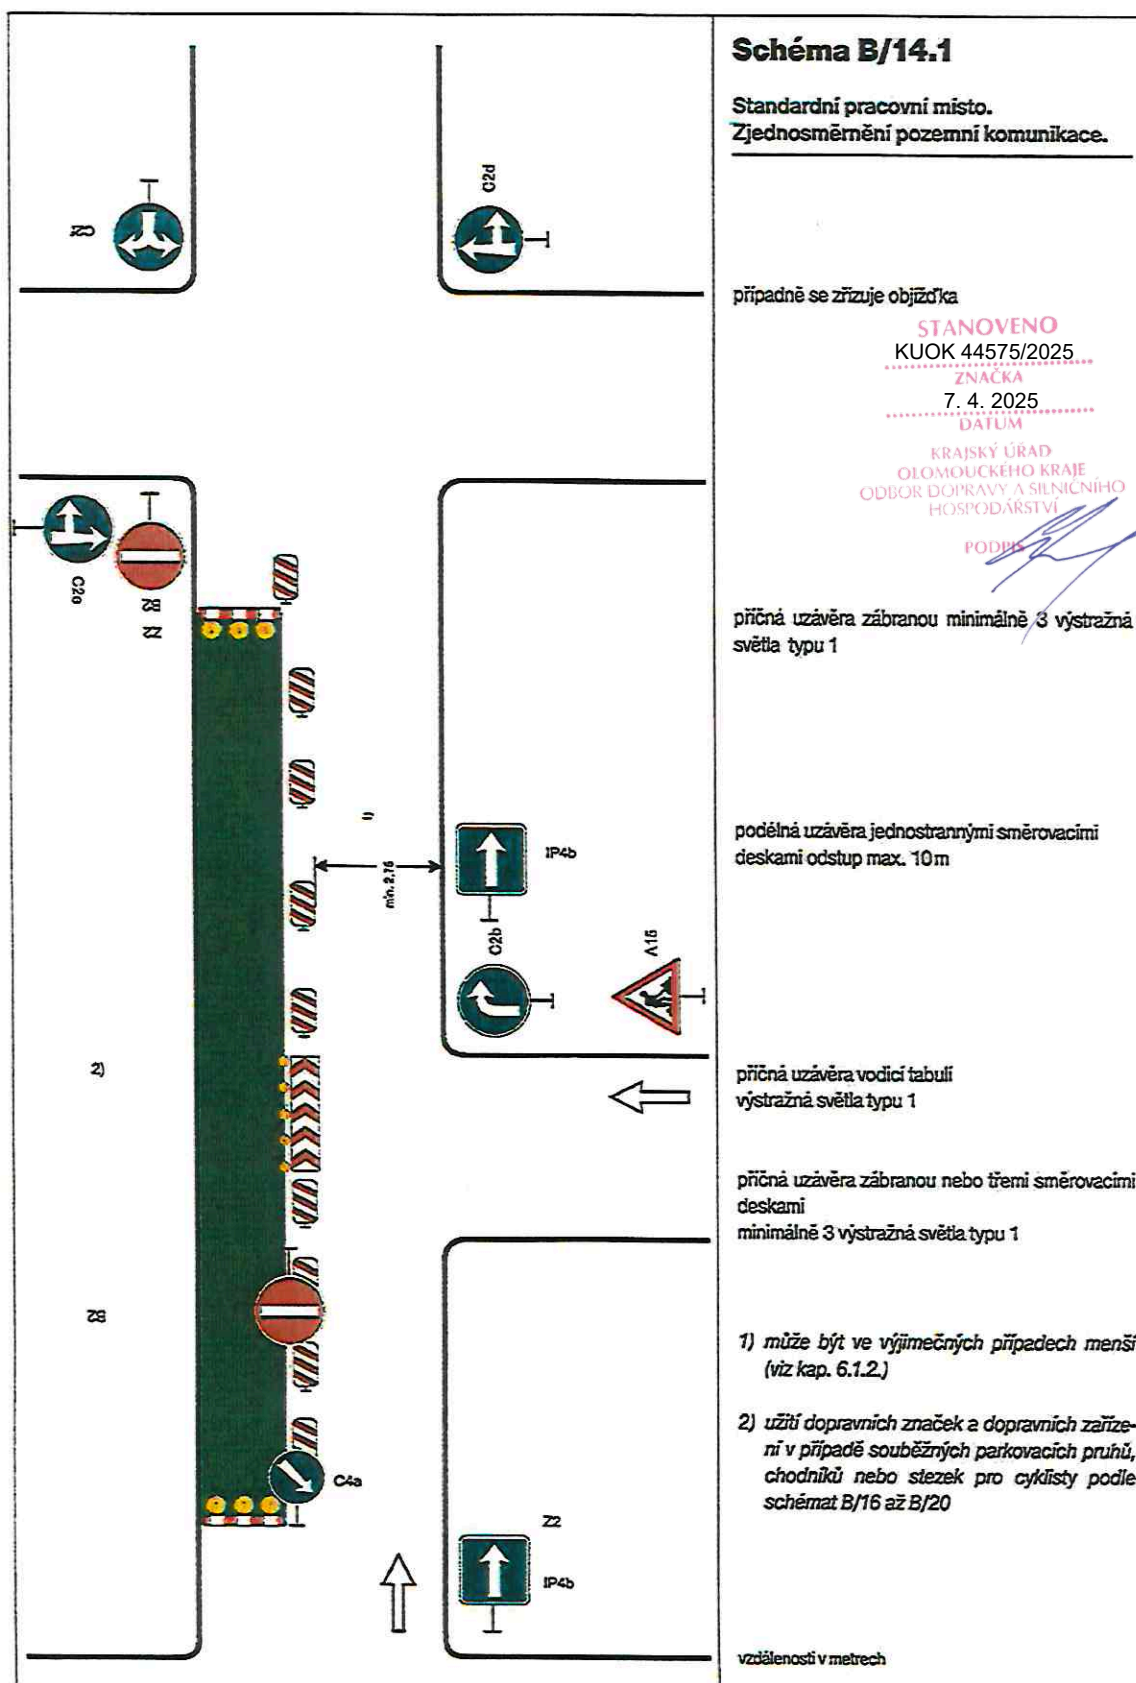 Schéma B/14.1
Standardní pracovní místo.
Zjednosměrnění pozemní komunikace.
C2f
C2d
případně se zřizuje objížďka
STANOVENO
KUOK 44575/2025
ZNAČKA
7. 4. 2025
DATUM
KRAJSKÝ ÚŘAD
OLOMOUCKÉHO KRAJE
ODBOR DOPRAVY A SILNIČNÍHO
HOSPODÁŘSTVÍ
PODPIS
C2e
B2
Z2
příčná uzávěra zábranou minimálně 3 výstražná
světla typu 1
1)
min. 2,75
IP4b
podélná uzávěra jednostrannými směrovacími
deskami odstup max. 10m
C2b
A15
2)
příčná uzávěra vodicí tabulí
výstražná světla typu 1
příčná uzávěra zábranou nebo třemi směrovacími
deskami
minimálně 3 výstražná světla typu 1
B2
1) může být ve výjimečných případech menší
(viz kap. 6.1.2.)
2) užití dopravních značek a dopravních zaříze-
ní v případě souběžných parkovacích pruhů,
chodníků nebo stezek pro cyklisty podle
schémat B/16 až B/20
C4a
Z2
IP4b
vzdálenosti v metrech